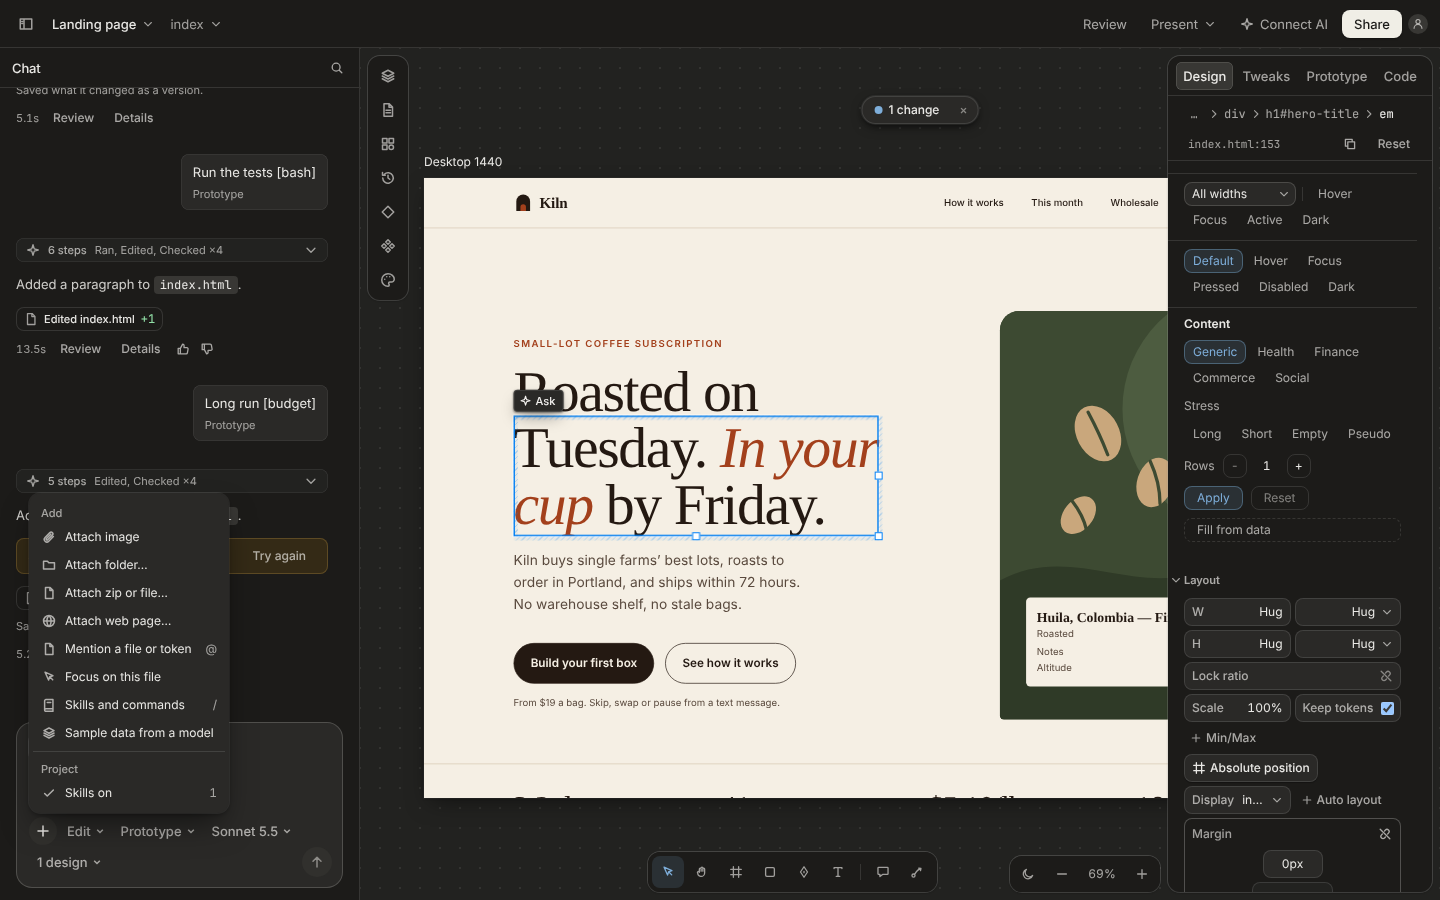 Landing page
index
Review
Present
Connect AI
Share
Chat
Saved what it changed as a version.
5.1s Review Details
Run the tests [bash]
Prototype
6 steps Ran, Edited, Checked ×4
Added a paragraph to index.html.
Edited index.html +1
13.5s Review Details
Long run [budget]
Prototype
5 steps Edited, Checked ×4
Try again
Add
Attach image
Attach folder...
Attach zip or file...
Attach web page...
Mention a file or token @
Focus on this file
Skills and commands /
Sample data from a model
Project
Skills on 1
Edit Prototype Sonnet 5.5
1 design
1 change ×
Desktop 1440
Kiln
How it works This month Wholesale
SMALL-LOT COFFEE SUBSCRIPTION
Roasted on
Ask
Tuesday. In your
cup by Friday.
Kiln buys single farms’ best lots, roasts to
order in Portland, and ships within 72 hours.
No warehouse shelf, no stale bags.
Build your first box
See how it works
From $19 a bag. Skip, swap or pause from a text message.
Huila, Colombia — Fi
Roasted
Notes
Altitude
69%
Design Tweaks Prototype Code
… div h1#hero-title em
index.html:153 Reset
All widths Hover
Focus Active Dark
Default Hover Focus
Pressed Disabled Dark
Content
Generic Health Finance
Commerce Social
Stress
Long Short Empty Pseudo
Rows - 1 +
Apply Reset
Fill from data
Layout
W Hug Hug
H Hug Hug
Lock ratio
Scale 100% Keep tokens
+ Min/Max
Absolute position
Display in... + Auto layout
Margin
0px